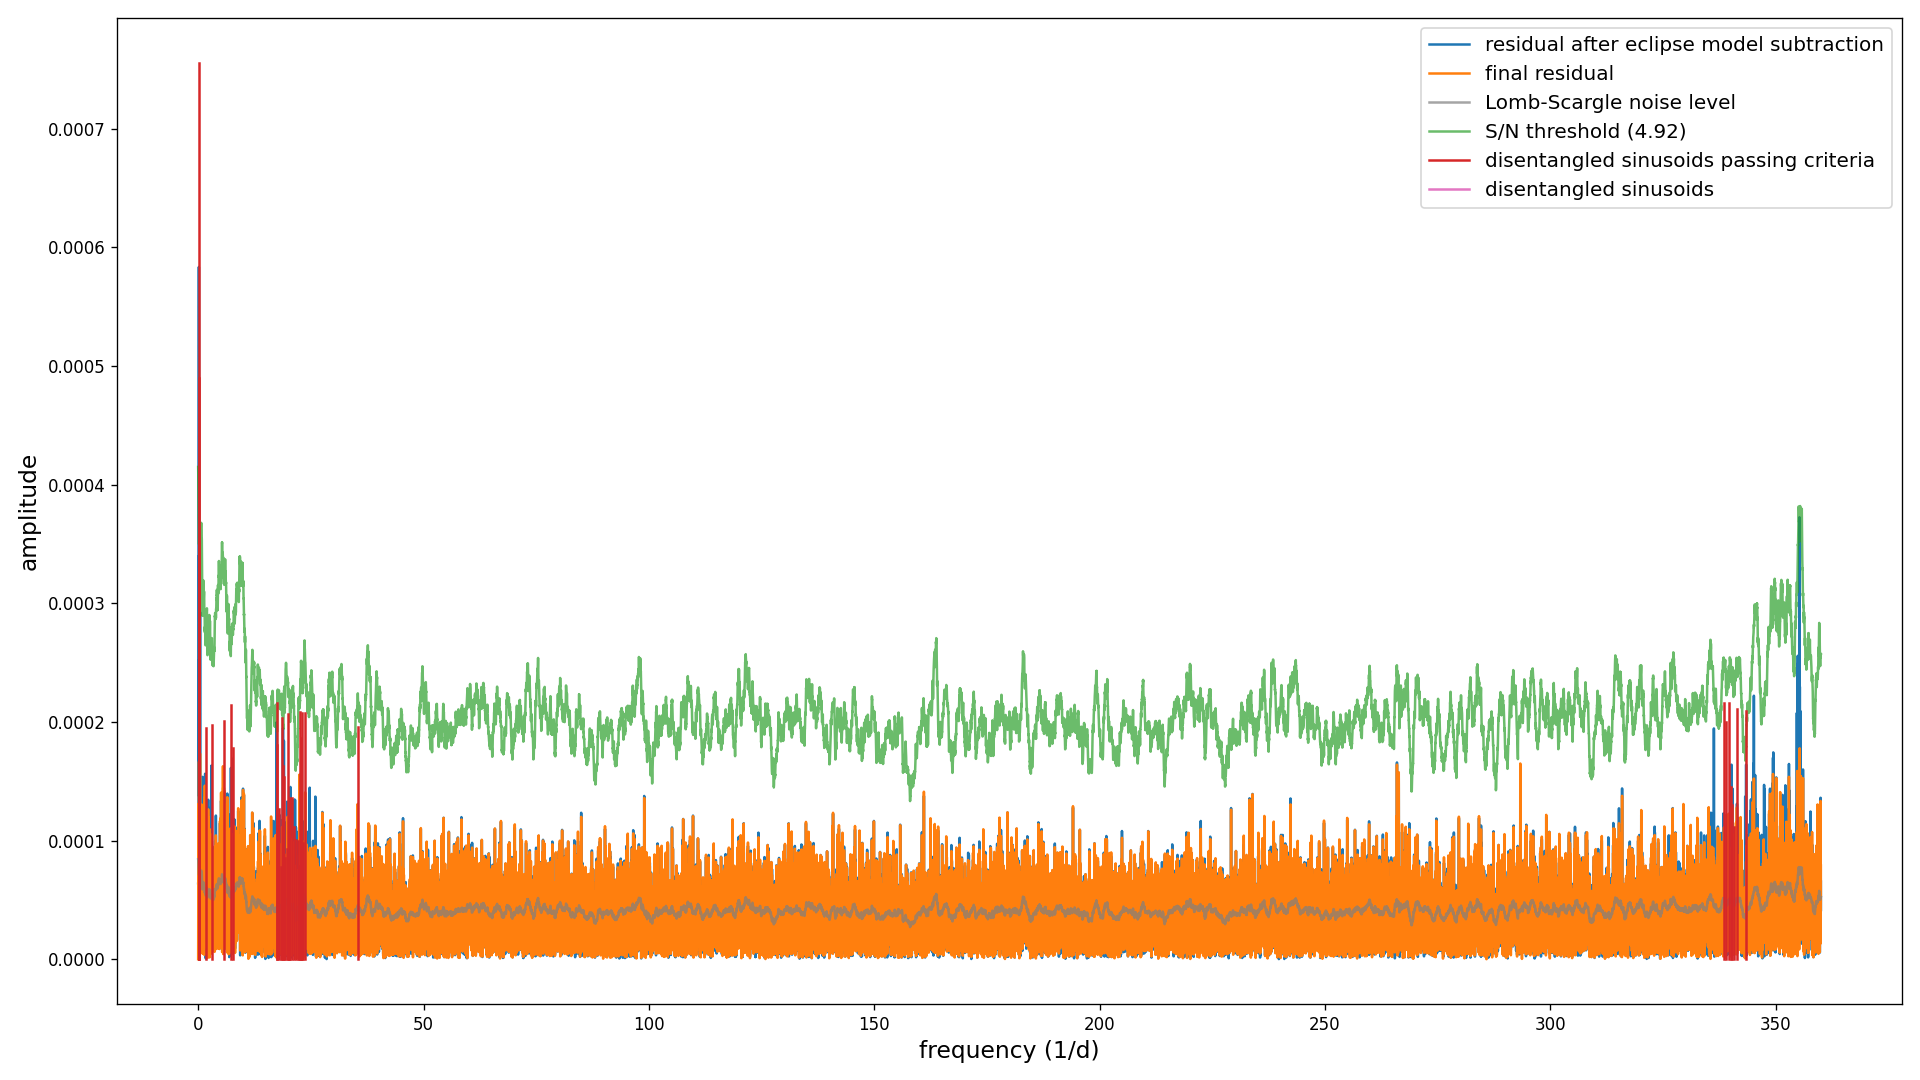 residual after eclipse model subtraction
final residual
Lomb-Scargle noise level
S/N threshold (4.92)
disentangled sinusoids passing criteria
disentangled sinusoids
amplitude
0.0007
0.0006
0.0005
0.0004
0.0003
0.0002
0.0001
0.0000
0 50 100 150 200 250 300 350
frequency (1/d)